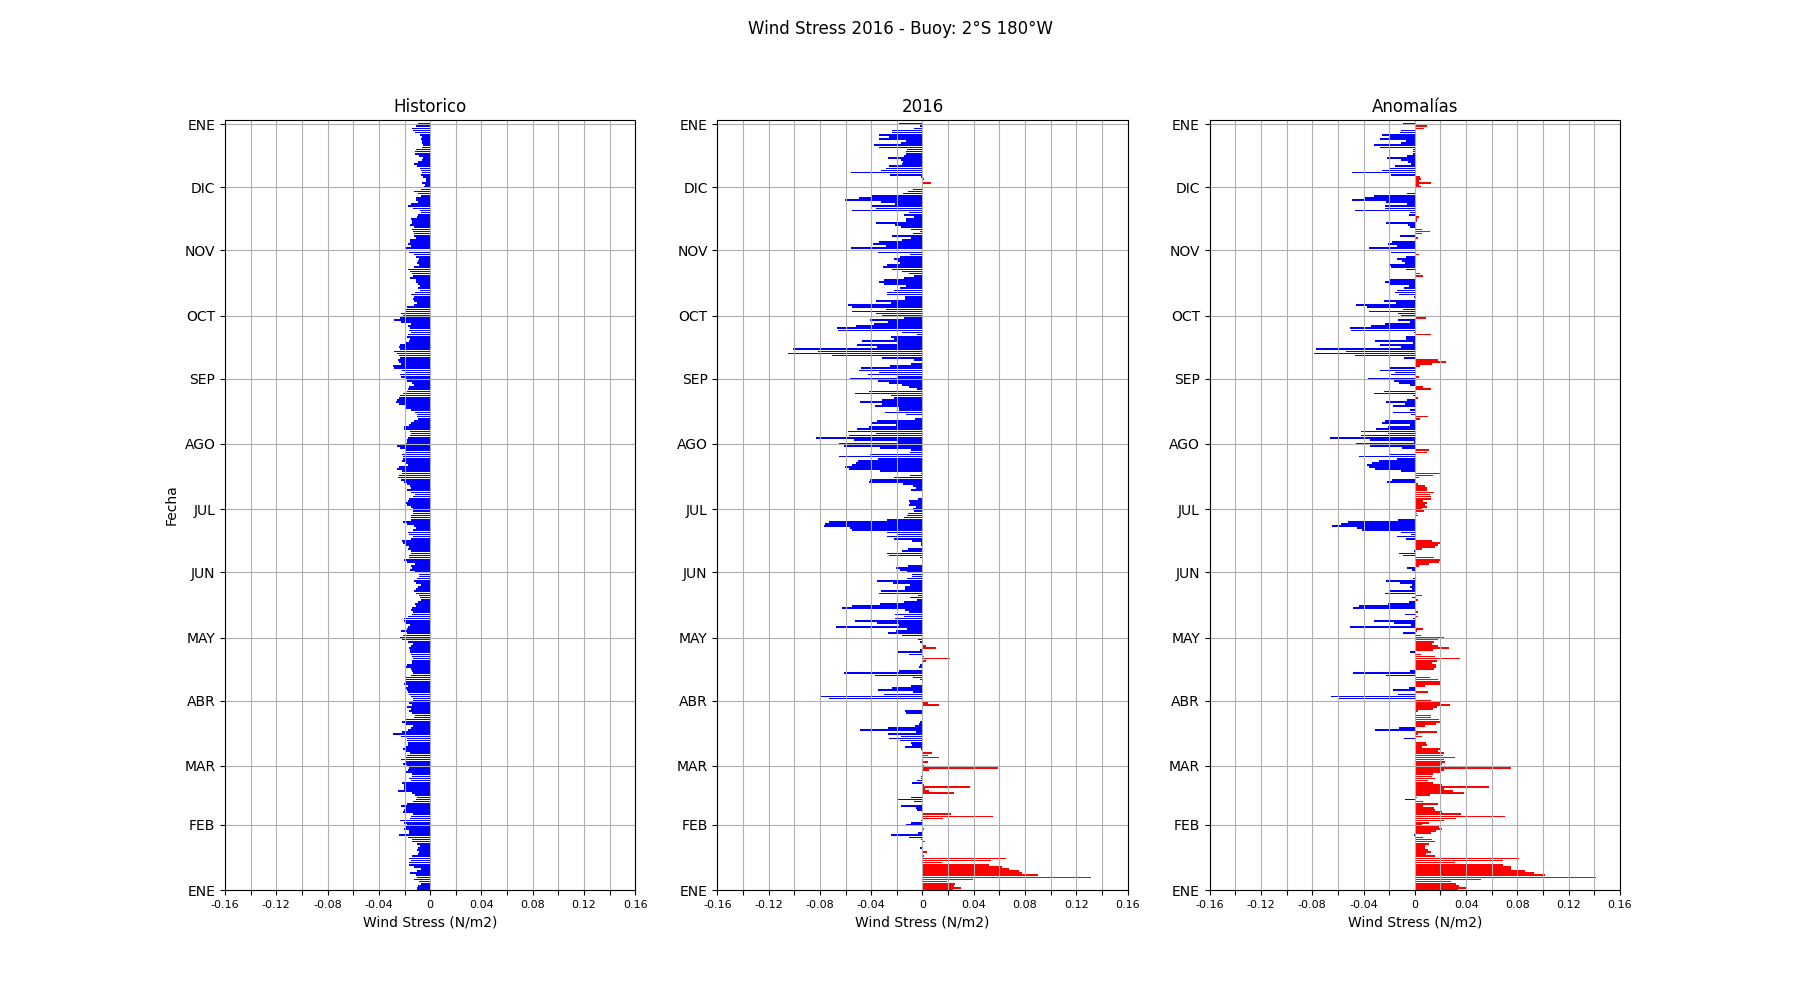 Wind Stress 2016 - Buoy: 2°S 180°W
Historico
2016
Anomalías
ENE
DIC
NOV
OCT
SEP
AGO
JUL
JUN
MAY
ABR
MAR
FEB
ENE
Fecha
-0.16 -0.12 -0.08 -0.04 0 0.04 0.08 0.12 0.16
Wind Stress (N/m2)
ENE
DIC
NOV
OCT
SEP
AGO
JUL
JUN
MAY
ABR
MAR
FEB
ENE
-0.16 -0.12 -0.08 -0.04 0 0.04 0.08 0.12 0.16
Wind Stress (N/m2)
ENE
DIC
NOV
OCT
SEP
AGO
JUL
JUN
MAY
ABR
MAR
FEB
ENE
-0.16 -0.12 -0.08 -0.04 0 0.04 0.08 0.12 0.16
Wind Stress (N/m2)